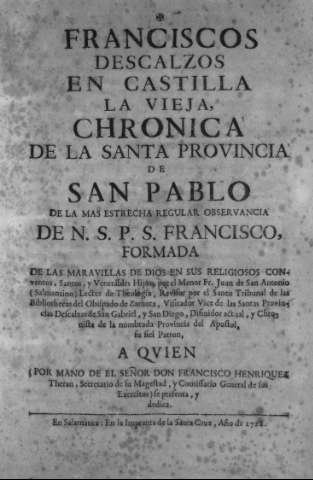 FRANCISCOS
DESCALZOS
EN CASTILLA
LA VIEJA,
CHRONICA
DE LA SANTA PROVINCIA
DE
SAN PABLO
DE LA MAS ESTRECHA REGULAR OBSERVANCIA
DE N. S. P. S. FRANCISCO,
FORMADA
DE LAS MARAVILLAS DE DIOS EN SUS RELIGIOSOS CON-
ventos, Santos, y Venerables Hijos, por el Menor Fr. Juan de San Antonio
(Salmantino) Lector de Theologia, Revisor por el Santo Tribunal de las
Bibliothecas del Obispado de Zamora, Visitador Vice de las Santas Provin-
cias Descalzas de San Gabriel, y San Diego, Difinidor actual, y Chro-
nista de la nombrada Provincia del Apostol,
su fiel Patron,
A QVIEN
(POR MANO DE EL SEÑOR DON FRANCISCO HENRIQUEZ
Theran, Secretario de su Magestad, y Comissario General de sus
Exercitos) se presenta, y
dedica.
En Salamanca: En la Imprenta de la Santa Cruz, Año de